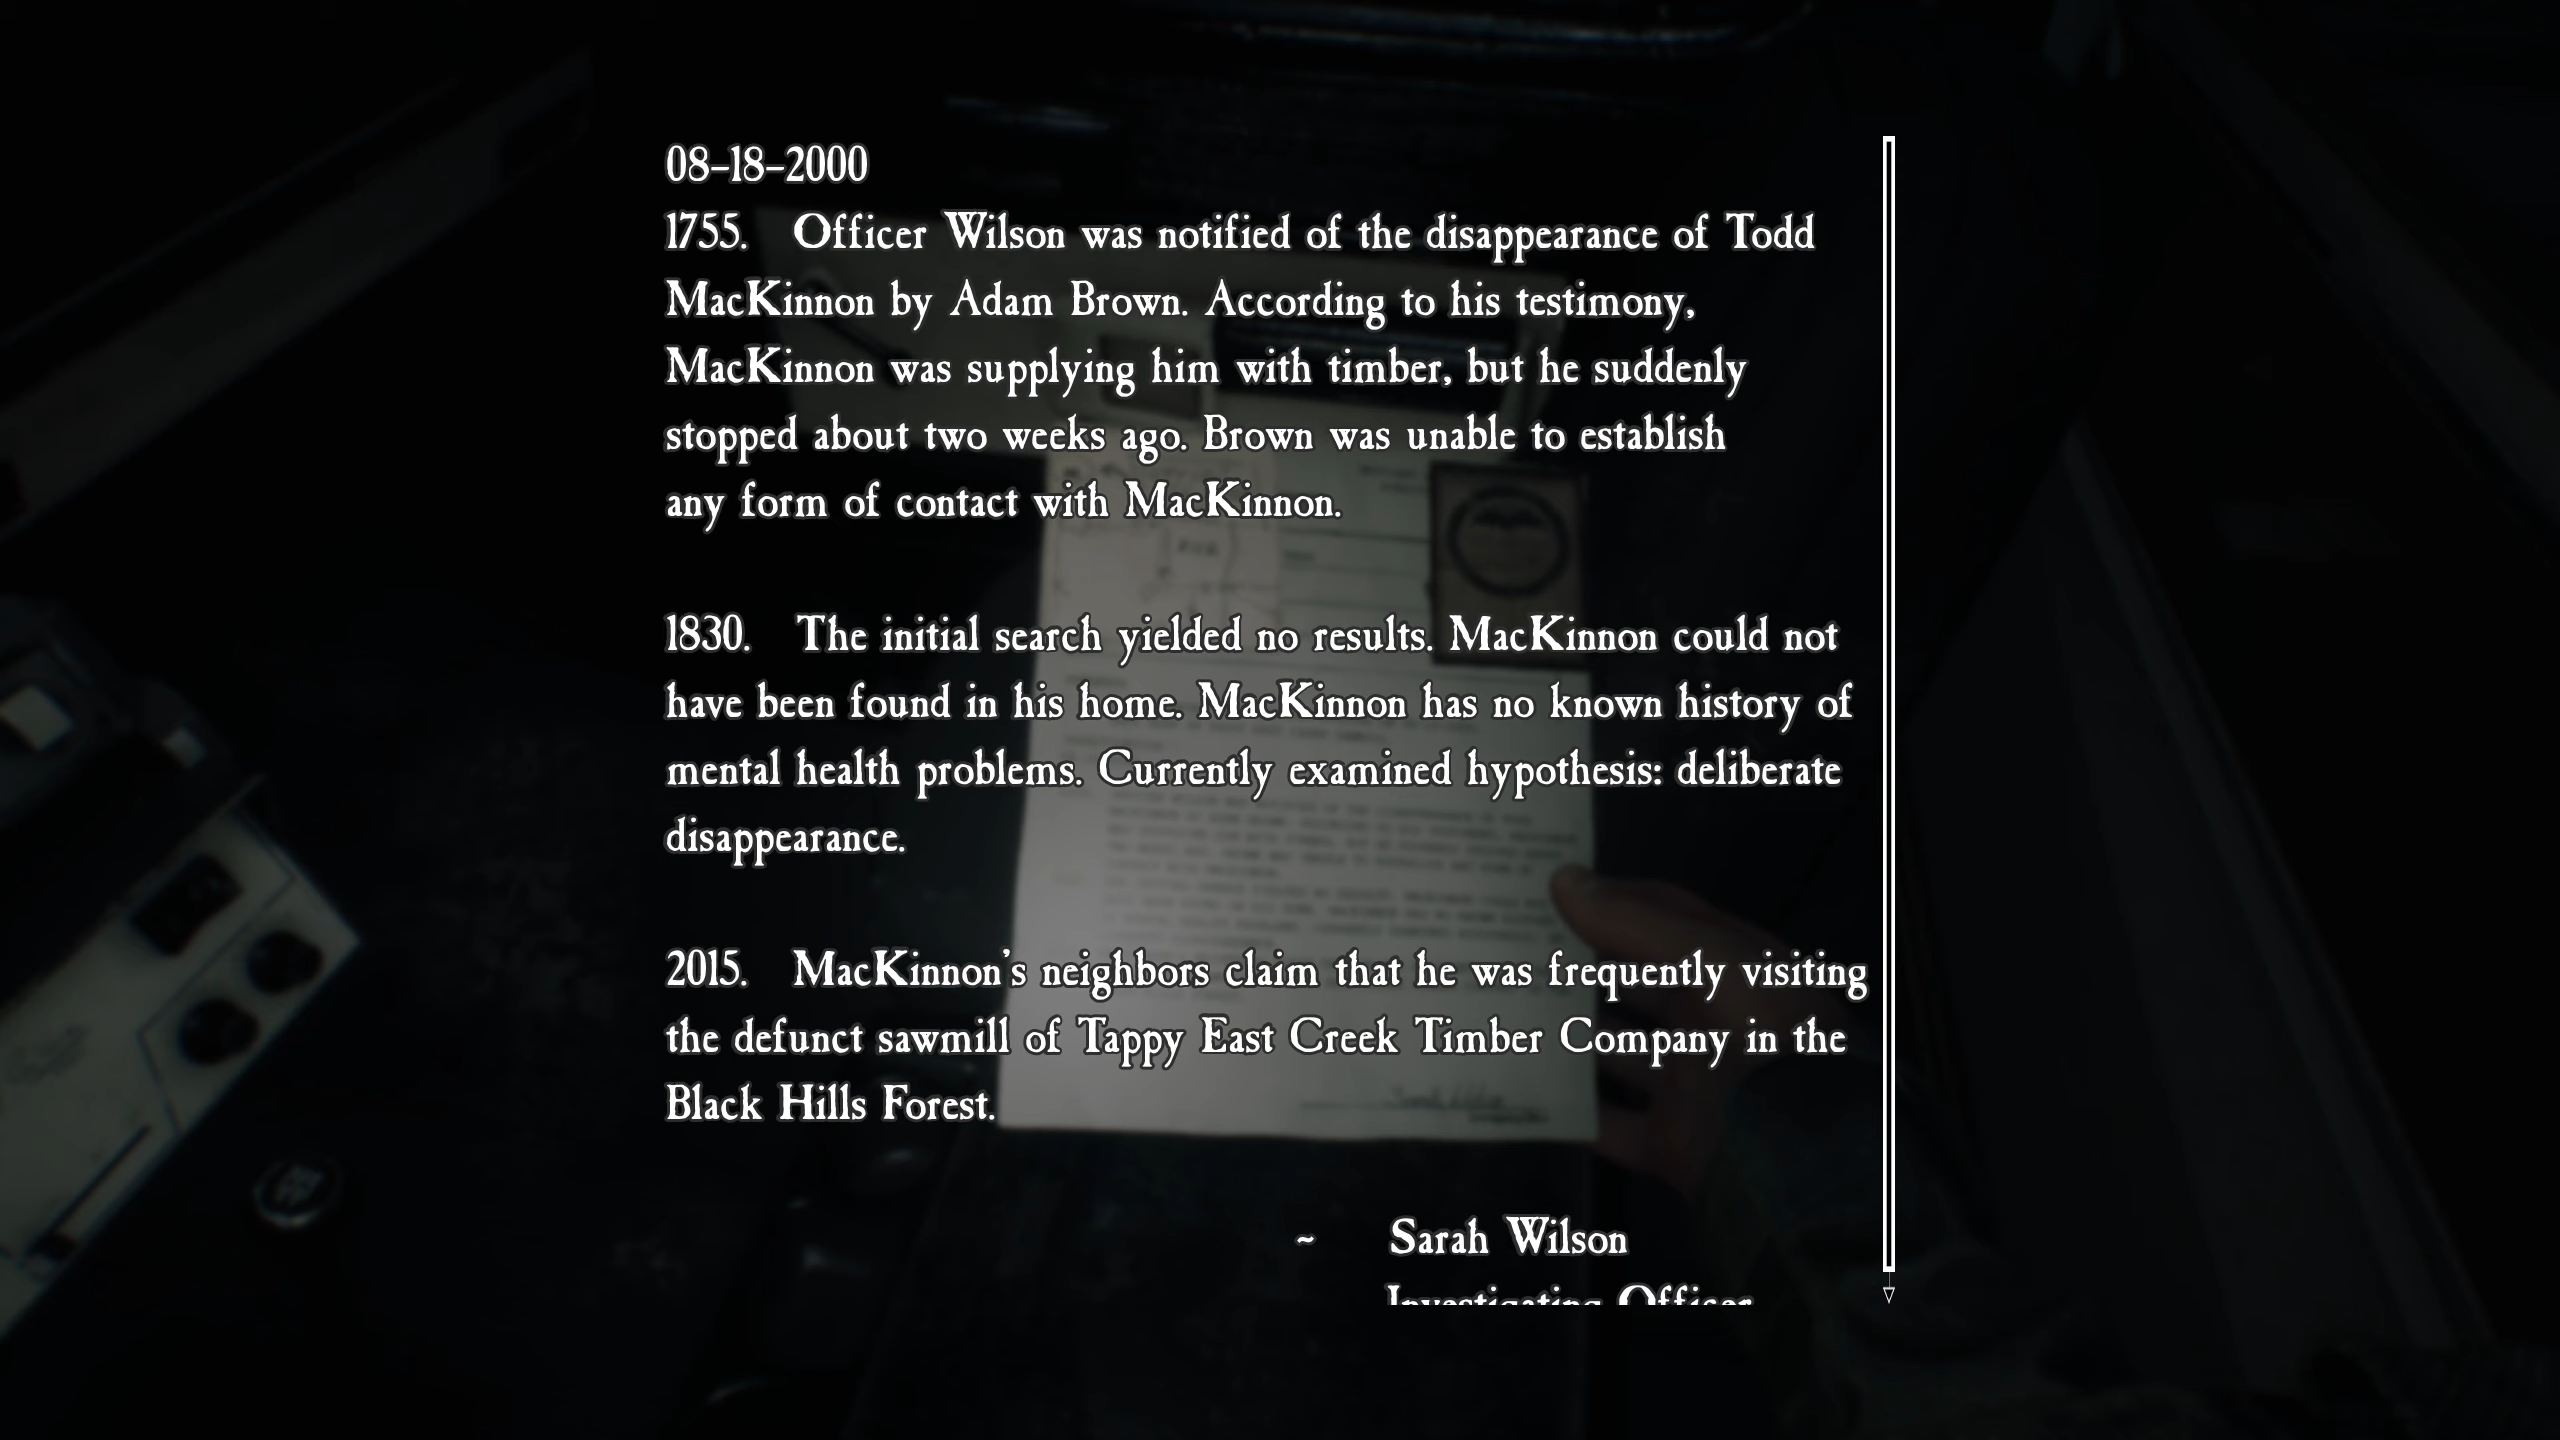 08-18-2000
1755. Officer Wilson was notified of the disappearance of Todd
MacKinnon by Adam Brown. According to his testimony,
MacKinnon was supplying him with timber, but he suddenly
stopped about two weeks ago. Brown was unable to establish
any form of contact with MacKinnon.
1830. The initial search yielded no results. MacKinnon could not
have been found in his home. MacKinnon has no known history of
mental health problems. Currently examined hypothesis: deliberate
disappearance.
2015. MacKinnon's neighbors claim that he was frequently visiting
the defunct sawmill of Tappy East Creek Timber Company in the
Black Hills Forest.
~ Sarah Wilson
Investigating Officer